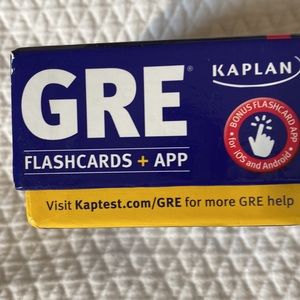 GRE®
KAPLAN
FLASHCARDS + APP
BONUS FLASHCARD APP
for iOS and Android
Visit Kaptest.com/GRE for more GRE help